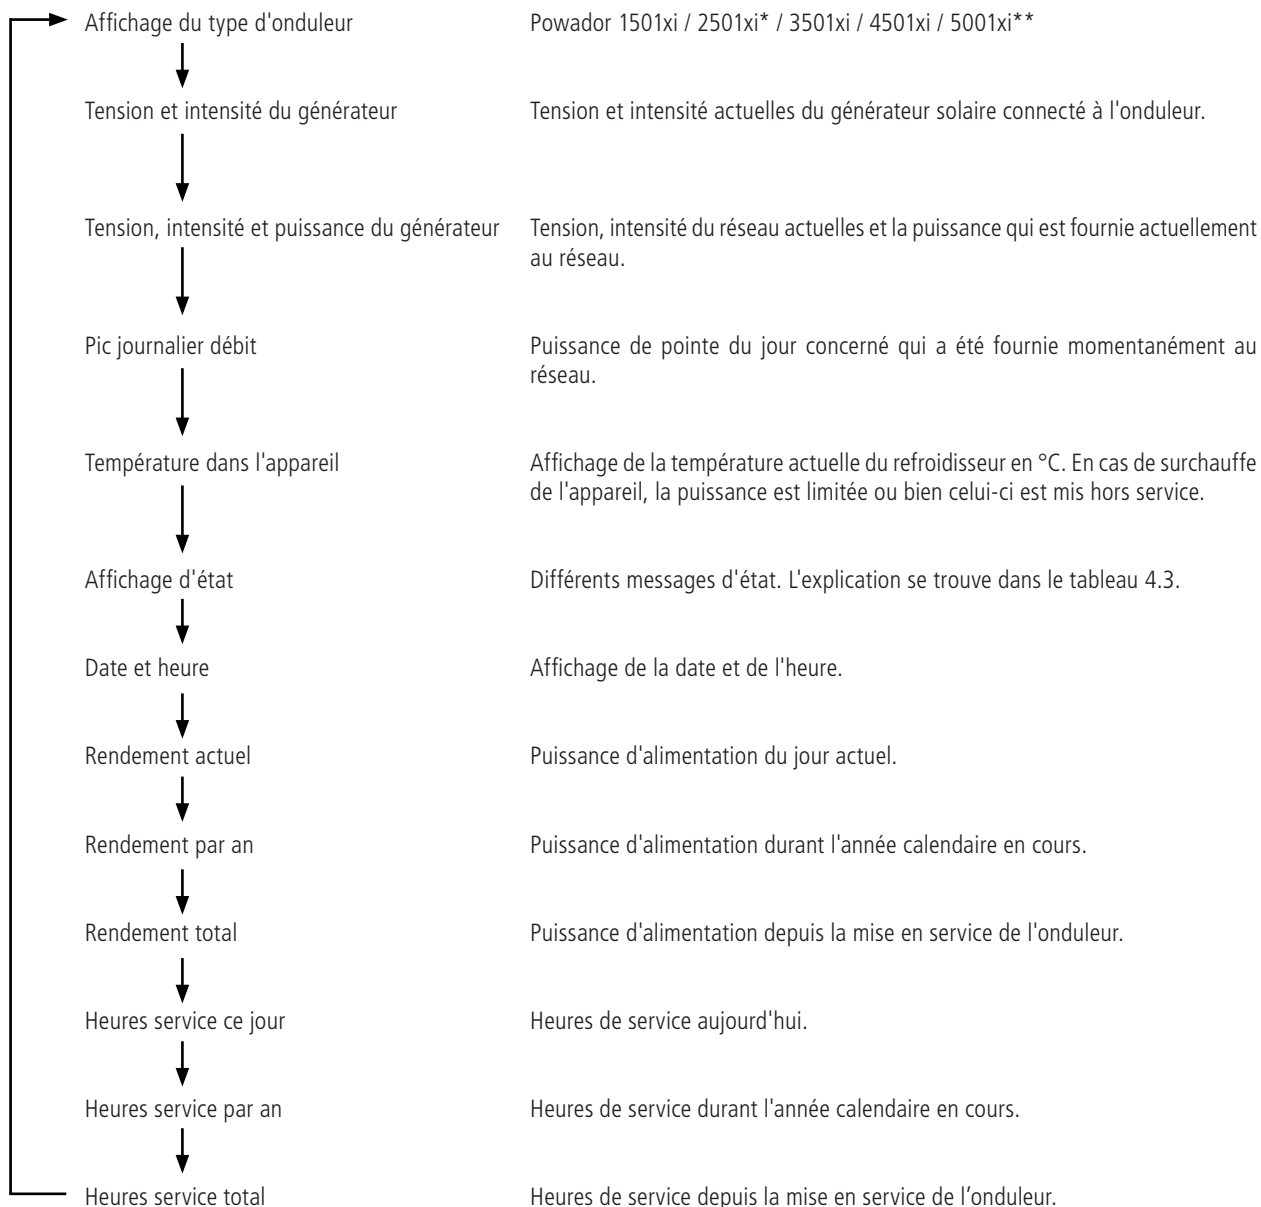 Affichage du type d'onduleur
Powador 1501xi / 2501xi* / 3501xi / 4501xi / 5001xi**
Tension et intensité du générateur
Tension et intensité actuelles du générateur solaire connecté à l'onduleur.
Tension, intensité et puissance du générateur
Tension, intensité du réseau actuelles et la puissance qui est fournie actuellement
au réseau.
Pic journalier débit
Puissance de pointe du jour concerné qui a été fournie momentanément au
réseau.
Température dans l'appareil
Affichage de la température actuelle du refroidisseur en °C. En cas de surchauffe
de l'appareil, la puissance est limitée ou bien celui-ci est mis hors service.
Affichage d'état
Différents messages d'état. L'explication se trouve dans le tableau 4.3.
Date et heure
Affichage de la date et de l'heure.
Rendement actuel
Puissance d'alimentation du jour actuel.
Rendement par an
Puissance d'alimentation durant l'année calendaire en cours.
Rendement total
Puissance d'alimentation depuis la mise en service de l'onduleur.
Heures service ce jour
Heures de service aujourd'hui.
Heures service par an
Heures de service durant l'année calendaire en cours.
Heures service total
Heures de service depuis la mise en service de l’onduleur.